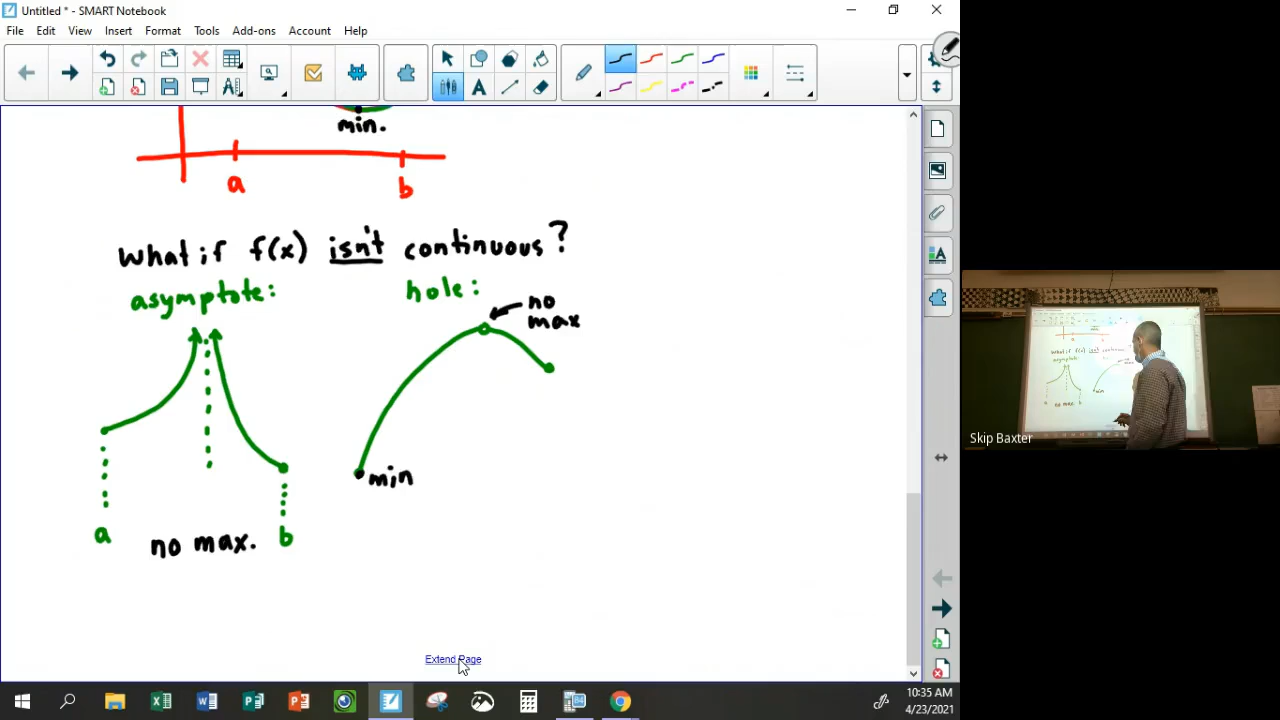 Untitled * - SMART Notebook
File Edit View Insert Format Tools Add-ons Account Help
min.
a b
What if f(x) isn't continuous?
asymptote: hole:
no
max
min
a no max. b
Extend Page
Skip Baxter
10:35 AM
4/23/2021